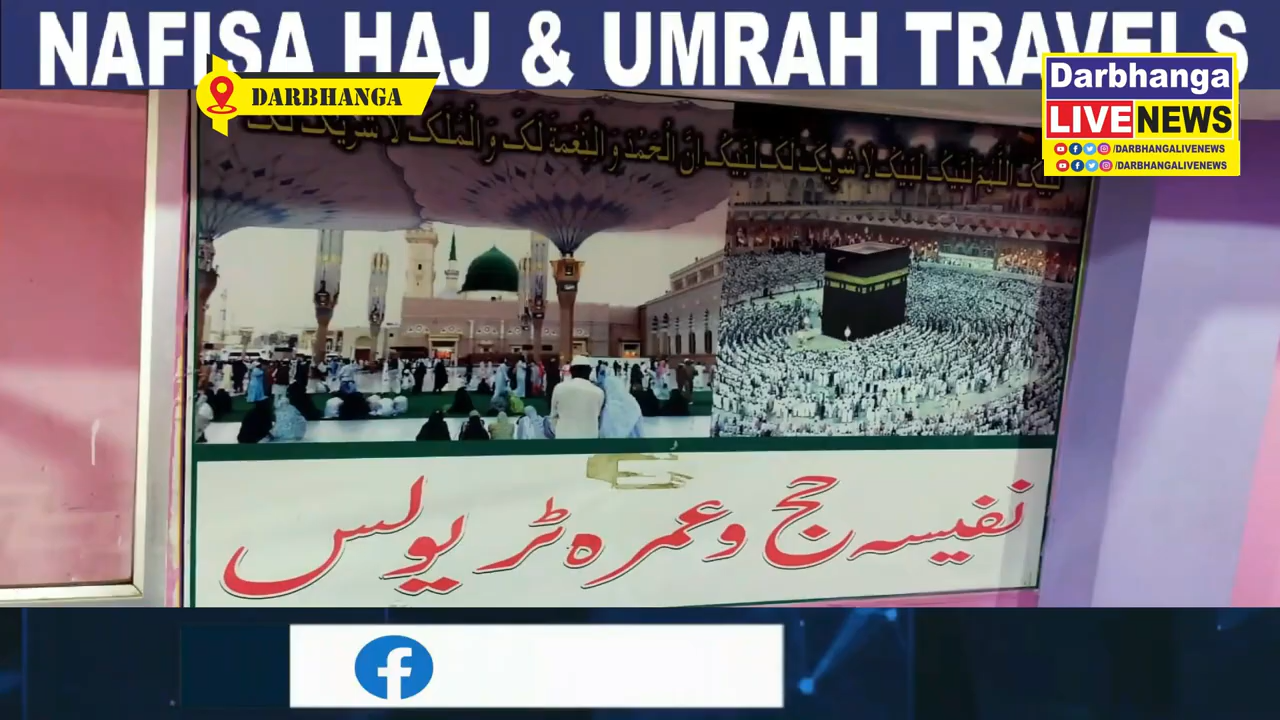 NAFISA HAJ & UMRAH TRAVELS
DARBHANGA
Darbhanga
LIVE NEWS
/DARBHANGALIVENEWS
/DARBHANGALIVENEWS
لبیک اللهم لبیک لبیک لا شریک لک لبیک ان الحمد و النعمة لک و الملک لا شریک لک
نفیسہ حج و عمرہ ٹریولس